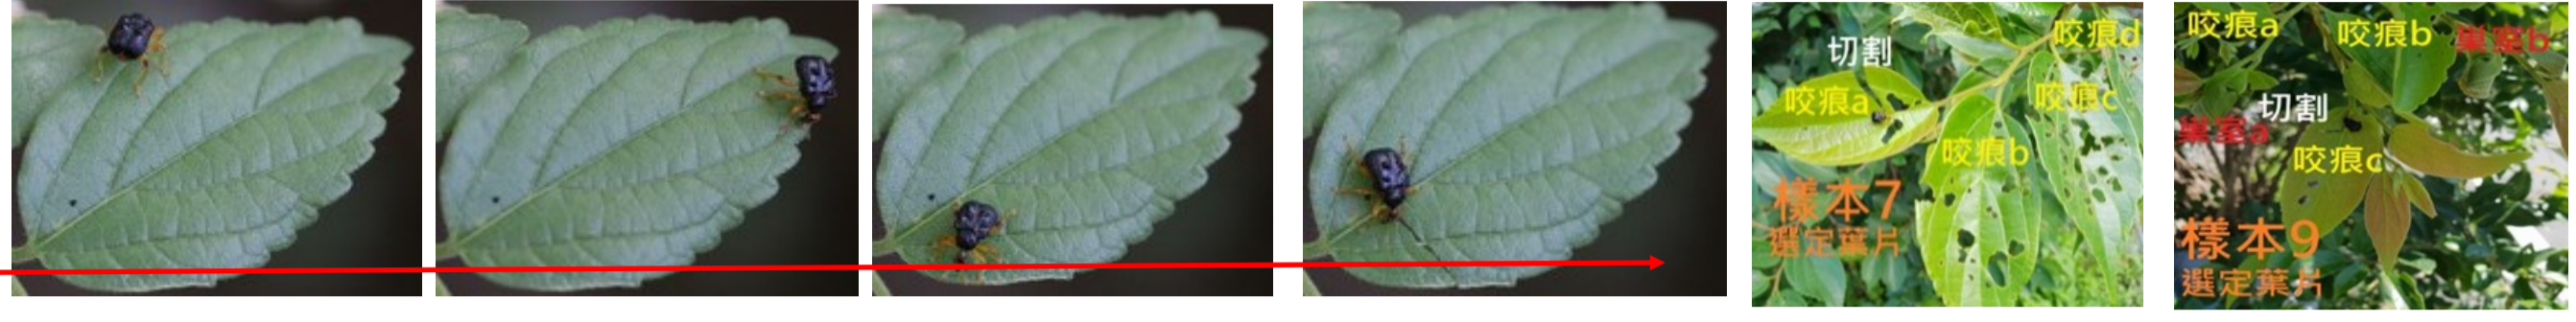 切割
咬痕d
咬痕a
咬痕c
咬痕b
樣本7
選定葉片
咬痕a
咬痕b
巢室b
切割
巢室a
咬痕c
樣本9
選定葉片